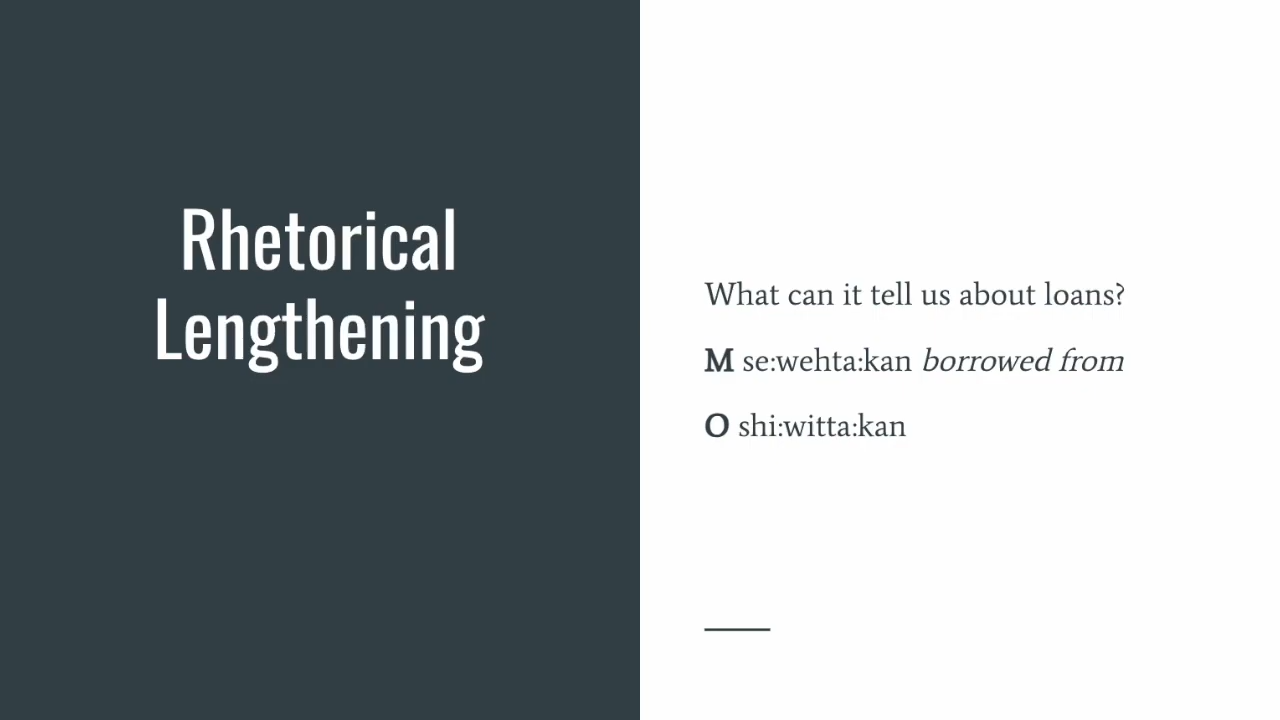 Rhetorical
Lengthening
What can it tell us about loans?
M se:wehta:kan borrowed from
O shi:witta:kan